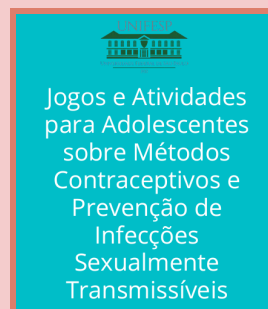 UNIFESP
Jogos e Atividades
para Adolescentes
sobre Métodos
Contraceptivos e
Prevenção de
Infecções
Sexualmente
Transmissíveis